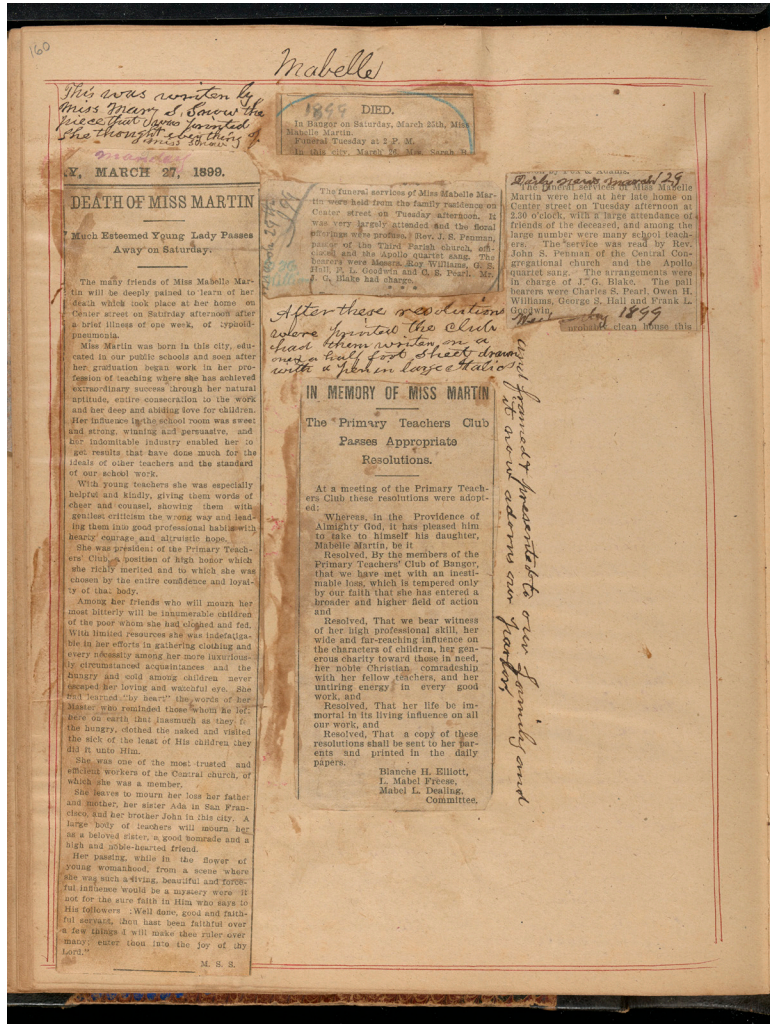 160
Mabelle
This was writen by
Miss Mary S. Snow the
piece that was printed
She thought everything of
manday
Y, MARCH 27, 1899.
DEATH OF MISS MARTIN
Much Esteemed Young Lady Passes
Away on Saturday.
The many friends of Miss Mabelle Mar-
tin will be deeply pained to learn of her
death which took place at her home on
Center street on Saturday afternoon after
a brief illness of one week, of typhoid-
pneumonia.
Miss Martin was born in this city, edu-
cated in our public schools and soon after
her graduation began work in her pro-
fession of teaching where she has achieved
extraordinary success through her natural
aptitude, entire consecration to the work
and her deep and abiding love for children.
Her influence in the school room was sweet
and strong, winning and persuasive, and
her indomitable industry enabled her to
get results that have done much for the
ideals of other teachers and the standard
of our school work.
With young teachers she was especially
helpful and kindly, giving them words of
cheer and counsel, showing them with
gentlest criticism the wrong way and lead-
ing them into good professional habits with
hearty courage and altruistic hope.
She was president of the Primary Teach-
ers' Club, a position of high honor which
she richly merited and to which she was
chosen by the entire confidence and loyal-
ty of that body.
Among her friends who will mourn her
most bitterly will be innumerable children
of the poor whom she had clothed and fed.
With limited resources she was indefatiga-
ble in her efforts in gathering clothing and
every necessity among her more luxurious-
ly circumstanced acquaintances and the
hungry and cold among children never
escaped her loving and watchful eye. She
had learned "by heart" the words of her
Master who reminded those whom he left
here on earth that inasmuch as they fed
the hungry, clothed the naked and visited
the sick of the least of His children they
did it unto Him.
She was one of the most trusted and
efficient workers of the Central church, of
which she was a member.
She leaves to mourn her loss her father
and mother, her sister Ada in San Fran-
cisco, and her brother John in this city. A
large body of teachers will mourn her
as a beloved sister, a good comrade and a
high and noble-hearted friend.
Her passing, while in the flower of
young womanhood, from a scene where
she was such a living, beautiful and force-
ful influence would be a mystery were it
not for the sure faith in Him who says to
His followers: "Well done, good and faith-
ful servant, thou hast been faithful over
a few things I will make thee ruler over
many; enter thou into the joy of thy
Lord."
M. S. S.
1899
DIED.
In Bangor on Saturday, March 25th, Miss
Mabelle Martin.
Funeral Tuesday at 2 P. M.
In this city, March
The funeral services of Miss Mabelle Mar-
tin were held from the family residence on
Center street on Tuesday afternoon. It
was very largely attended and the floral
offerings were profuse. Rev. J. S. Penman,
pastor of the Third Parish church, offi-
ciated and the Apollo quartet sang. The
bearers were Messrs. Roy Williams, G. S.
Hall, F. L. Goodwin and C. S. Pearl. Mr.
J. G. Blake had charge.
Daily news march 29
The funeral services of Miss Mabelle
Martin were held at her late home on
Center street on Tuesday afternoon at
2.30 o'clock, with a large attendance of
friends of the deceased, and among the
large number were many school teach-
ers. The service was read by Rev.
John S. Penman of the Central Con-
gregational church and the Apollo
quartet sang. The arrangements were
in charge of J. G. Blake. The pall
bearers were Charles S. Pearl, Owen H.
Williams, George S. Hall and Frank L.
Goodwin.
1899
clean house this
After these resolutions
were printed the Club
had them writen on a
one & a half foot sheet drawn
with a pen in large Italics
and framed & presented to our Family and
it now adorns our parlor,
IN MEMORY OF MISS MARTIN
The Primary Teachers Club
Passes Appropriate
Resolutions.
At a meeting of the Primary Teach-
ers Club these resolutions were adopt-
ed:
Whereas, in the Providence of
Almighty God, it has pleased him
to take to himself his daughter,
Mabelle Martin, be it
Resolved, By the members of the
Primary Teachers' Club of Bangor,
that we have met with an inesti-
mable loss, which is tempered only
by our faith that she has entered a
broader and higher field of action
and
Resolved, That we bear witness
of her high professional skill, her
wide and far-reaching influence on
the characters of children, her gen-
erous charity toward those in need,
her noble Christian comradeship
with her fellow teachers, and her
untiring energy in every good
work, and
Resolved, That her life be im-
mortal in its living influence on all
our work, and
Resolved, That a copy of these
resolutions shall be sent to her par-
ents and printed in the daily
papers.
Blanche H. Elliott,
L. Mabel Freese,
Mabel L. Dealing,
Committee.